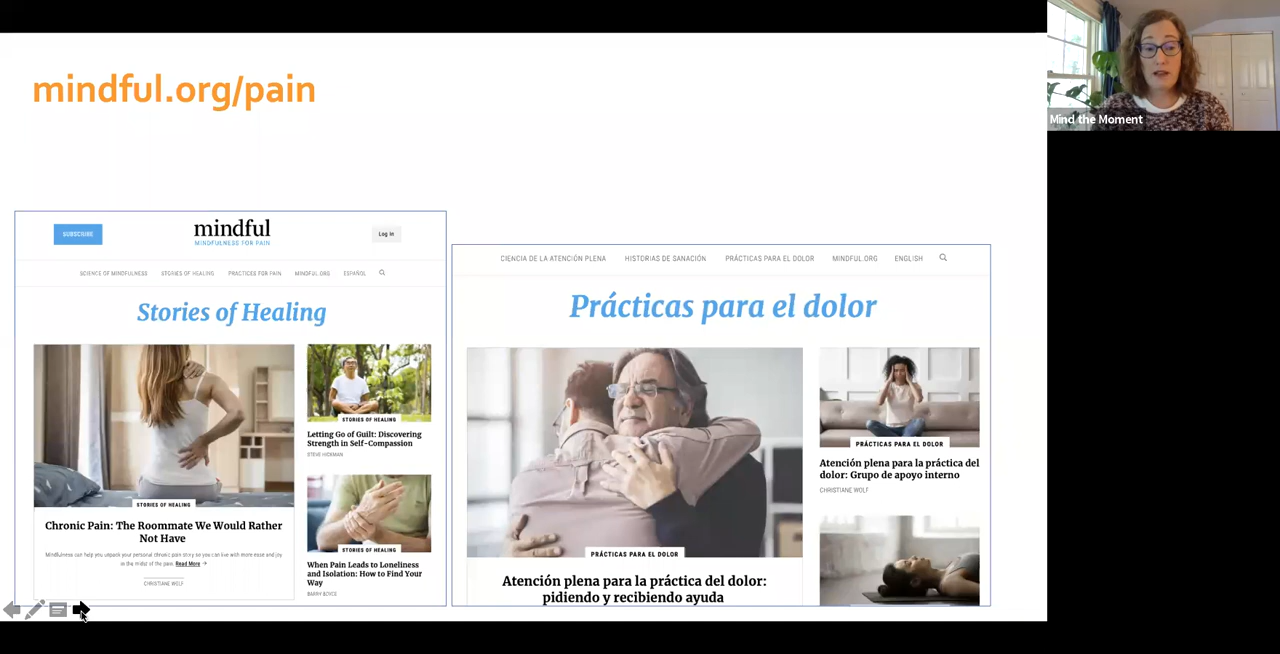 mindful.org/pain
Mind the Moment
SUBSCRIBE
mindful
MINDFULNESS FOR PAIN
Log In
SCIENCE OF MINDFULNESS STORIES OF HEALING PRACTICES FOR PAIN MINDFUL.ORG ESPAÑOL
Stories of Healing
STORIES OF HEALING
Chronic Pain: The Roommate We Would Rather
Not Have
Mindfulness can help you unpack your personal chronic pain story so you can live with more ease and joy,
in the midst of the pain. Read More →
CHRISTIANE WOLF
STORIES OF HEALING
Letting Go of Guilt: Discovering
Strength in Self-Compassion
STEVE HICKMAN
STORIES OF HEALING
When Pain Leads to Loneliness
and Isolation: How to Find Your
Way
BARRY BOYCE
CIENCIA DE LA ATENCIÓN PLENA HISTORIAS DE SANACIÓN PRÁCTICAS PARA EL DOLOR MINDFUL.ORG ENGLISH
Prácticas para el dolor
PRÁCTICAS PARA EL DOLOR
Atención plena para la práctica del dolor:
pidiendo y recibiendo ayuda
PRÁCTICAS PARA EL DOLOR
Atención plena para la práctica del
dolor: Grupo de apoyo interno
CHRISTIANE WOLF